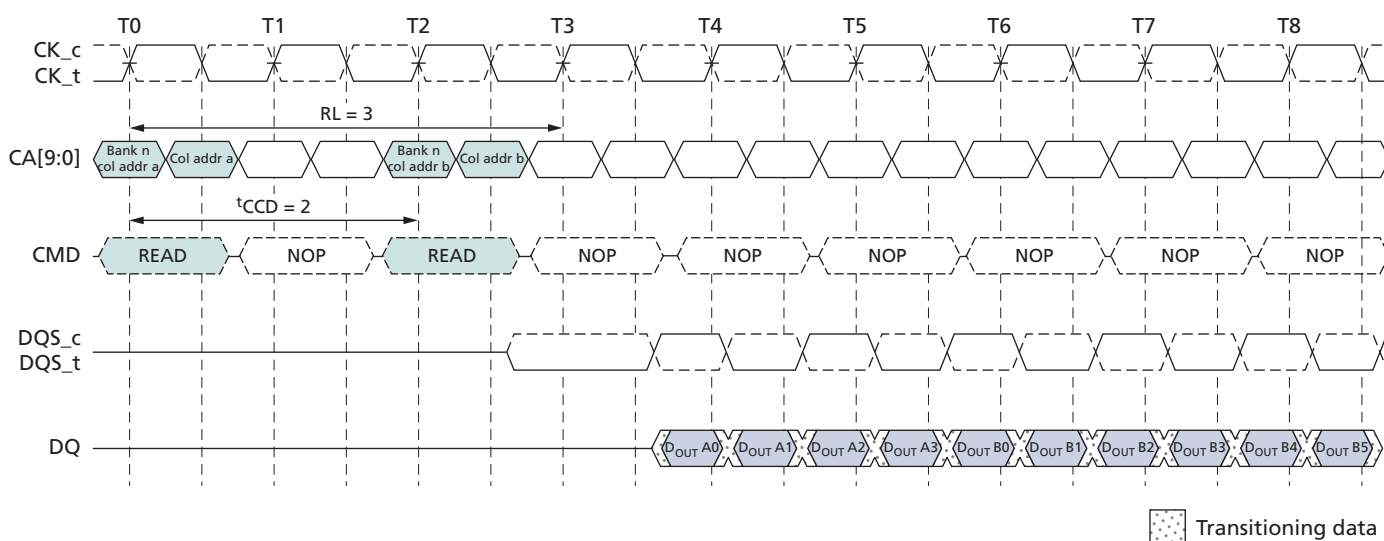 T0 T1 T2 T3 T4 T5 T6 T7 T8
CK_c
CK_t
RL = 3
CA[9:0]
Bank n
col addr a
Col addr a
Bank n
col addr b
Col addr b
tCCD = 2
CMD READ NOP READ NOP NOP NOP NOP NOP NOP
DQS_c
DQS_t
DQ DOUT A0 DOUT A1 DOUT A2 DOUT A3 DOUT B0 DOUT B1 DOUT B2 DOUT B3 DOUT B4 DOUT B5
Transitioning data